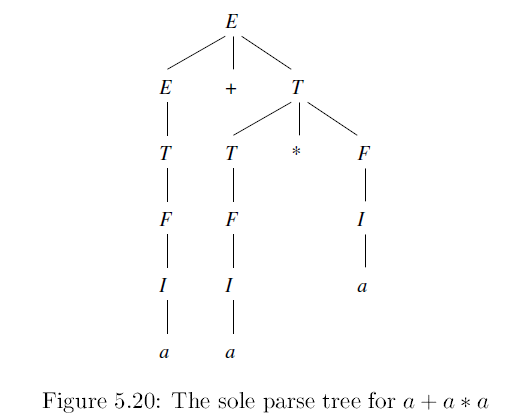 E
E + T
T T * F
F F I
I I a
a a
Figure 5.20: The sole parse tree for a + a * a